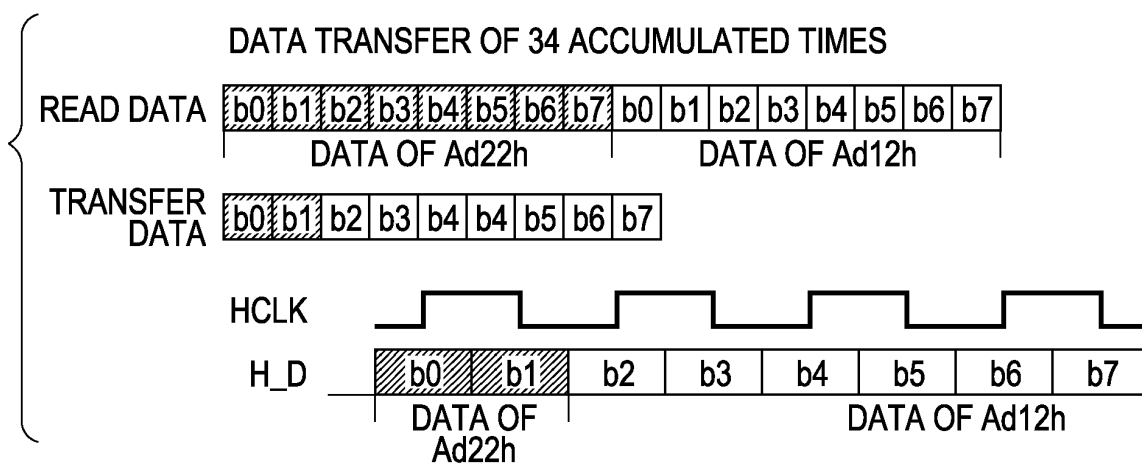 DATA TRANSFER OF 34 ACCUMULATED TIMES
READ DATA b0 b1 b2 b3 b4 b5 b6 b7 b0 b1 b2 b3 b4 b5 b6 b7
DATA OF Ad22h DATA OF Ad12h
TRANSFER
DATA b0 b1 b2 b3 b4 b4 b5 b6 b7
HCLK
H_D b0 b1 b2 b3 b4 b5 b6 b7
DATA OF
Ad22h
DATA OF Ad12h